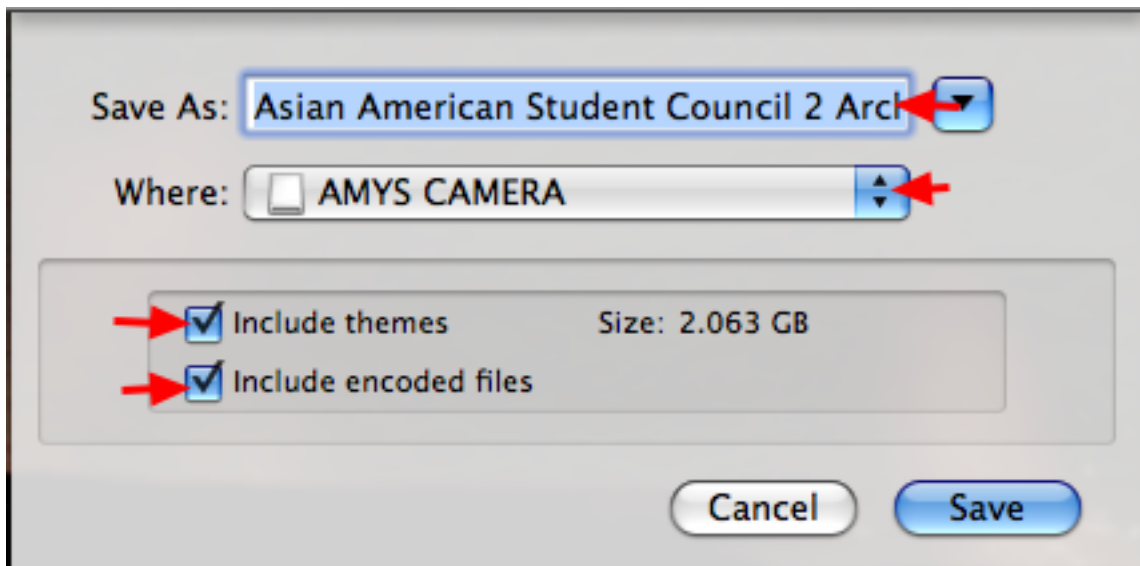 Save As: Asian American Student Council 2 Arch
Where: AMYS CAMERA
Include themes Size: 2.063 GB
Include encoded files
Cancel Save